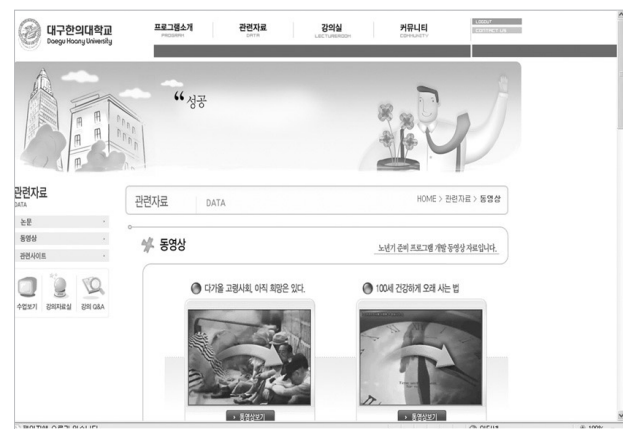 대구한의대학교
Daegu Haany University
프로그램소개 관련자료 강의실 커뮤니티
PROGRAM DATA LECTUREROOM COMMUNITY
LOGOUT
CONTACT US
“성공
관련자료
DATA
논문
동영상
관련사이트
수업보기 강의자료실 강의 Q&A
관련자료 DATA HOME > 관련자료 > 동영상
동영상 노년기 준비 프로그램 개발 동영상 자료입니다.
다가올 고령사회, 아직 희망은 있다. 100세 건강하게 오래 사는 법
동영상보기 동영상보기
100%